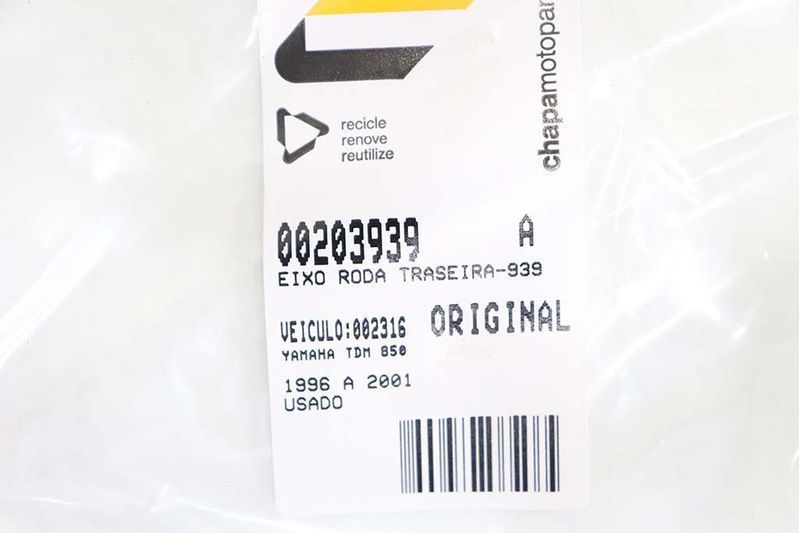 chapamotopar
recicle
renove
reutilize
00203939 A
EIXO RODA TRASEIRA-939
VEICULO:002316 ORIGINAL
YAMAHA TDM 850
1996 A 2001
USADO